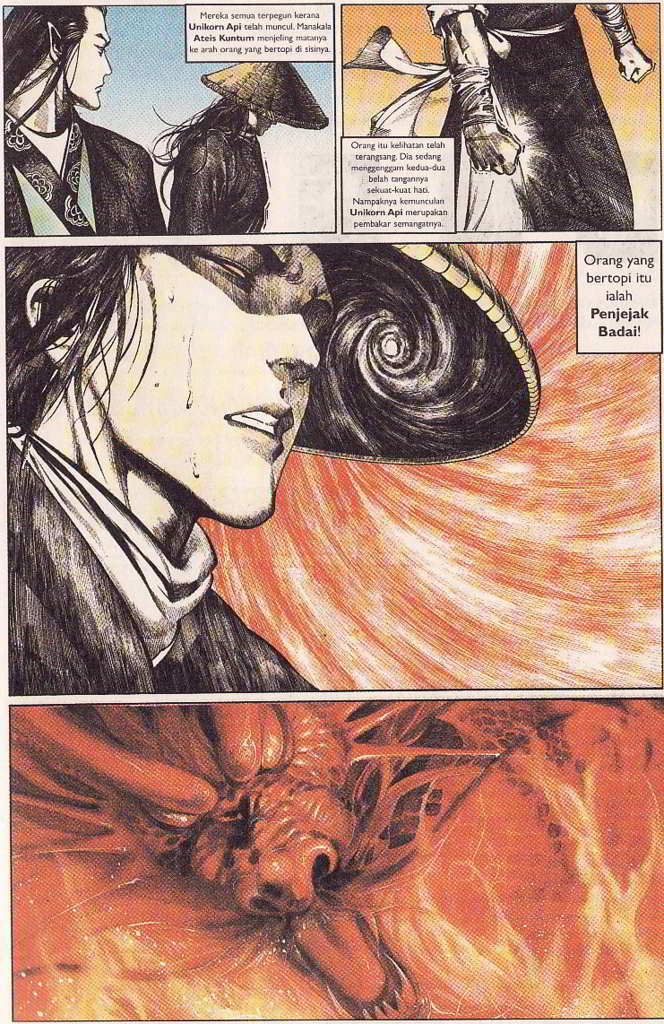 Mereka semua terpegun kerana
Unikorn Api telah muncul. Manakala
Ateis Kuntum menjeling matanya
ke arah orang yang bertopi di sisinya.
Orang itu kelihatan telah
terangsang. Dia sedang
menggenggam kedua-dua
belah tangannya
sekuat-kuat hati.
Nampaknya kemunculan
Unikorn Api merupakan
pembakar semangatnya.
Orang yang
bertopi itu
ialah
Penjejak
Badai!